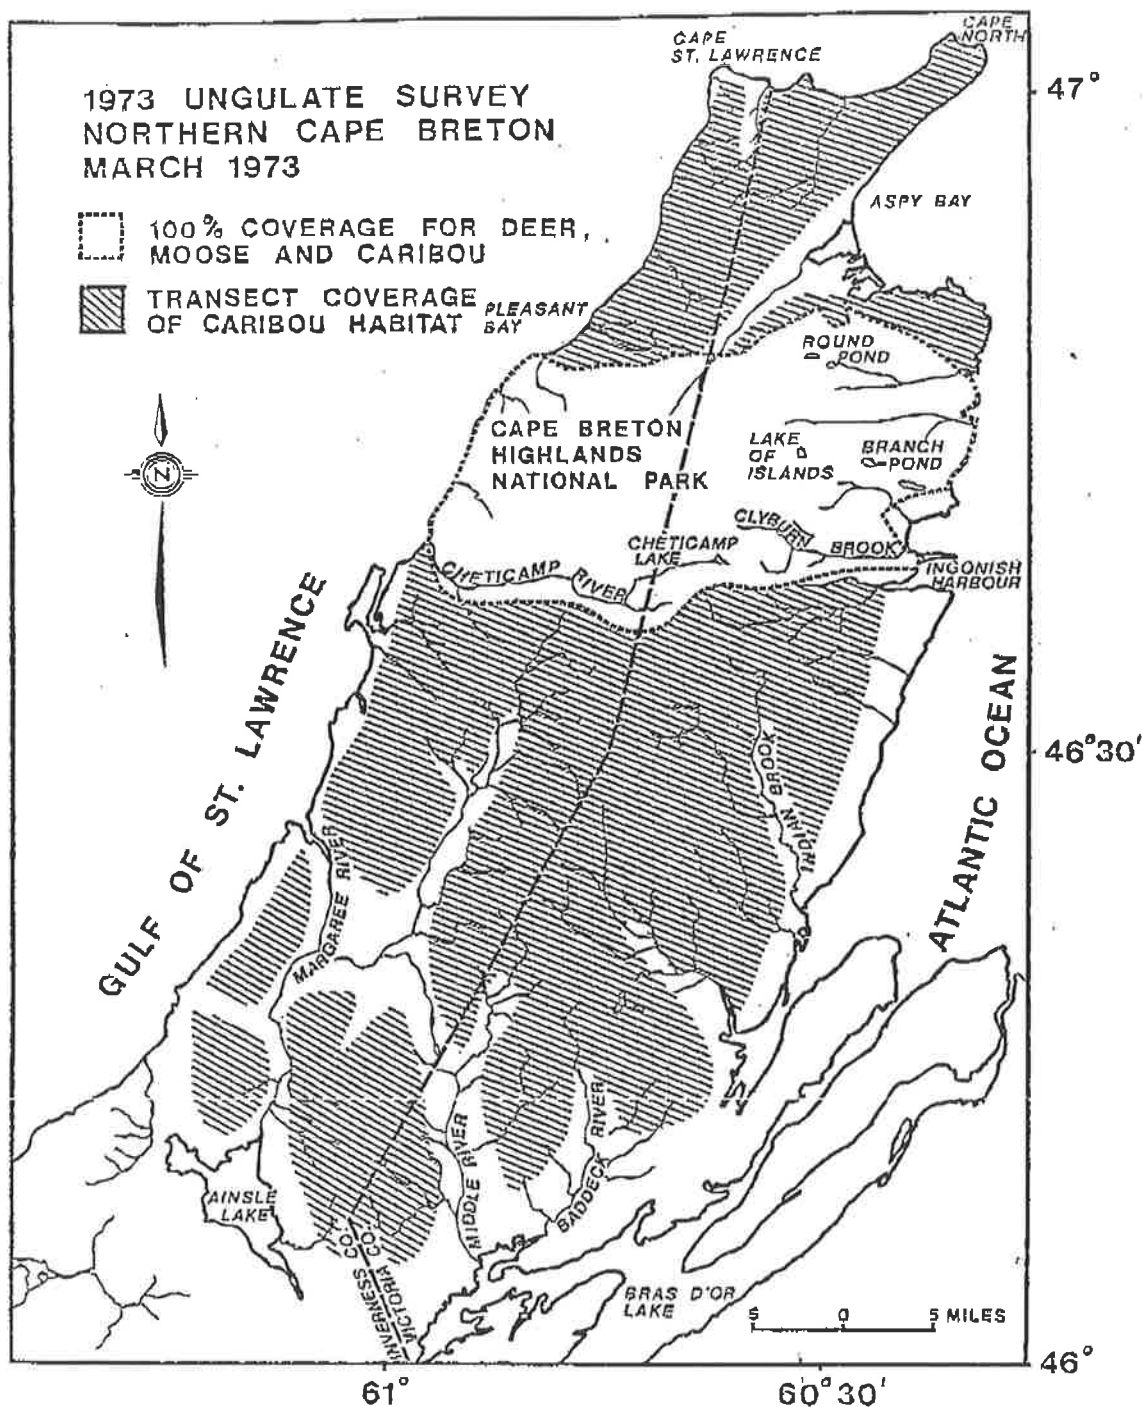 CAPE
NORTH
CAPE
ST. LAWRENCE
47°
1973 UNGULATE SURVEY
NORTHERN CAPE BRETON
MARCH 1973
ASPY BAY
100% COVERAGE FOR DEER,
MOOSE AND CARIBOU
TRANSECT COVERAGE
OF CARIBOU HABITAT
PLEASANT
BAY
ROUND
POND
N
CAPE BRETON
HIGHLANDS
NATIONAL PARK
LAKE
OF
ISLANDS
BRANCH
POND
CLYBURN
BROOK
CHETICAMP
LAKE
CHETICAMP
RIVER
INGONISH
HARBOUR
GULF OF ST. LAWRENCE
ATLANTIC OCEAN
46°30'
INDIAN BROOK
MARGAREE RIVER
MIDDLE RIVER
BADDECK RIVER
AINSLE
LAKE
INVERNESS CO.
VICTORIA CO.
BRAS D'OR
LAKE
5 0 5 MILES
46°
61°
60°30'